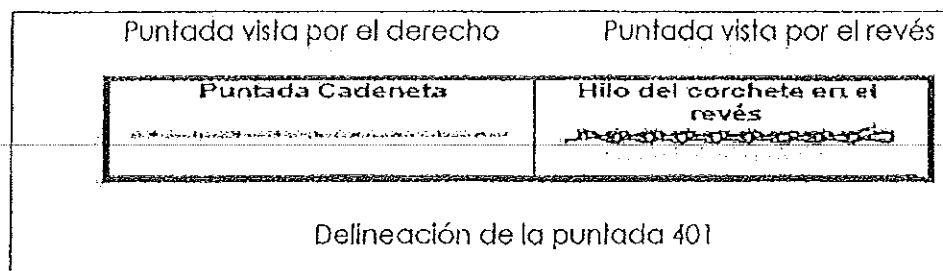 Puntada vista por el derecho
Puntada vista por el revés
Puntada Cadeneta
Hilo del corchete en el
revés
Delineación de la puntada 401